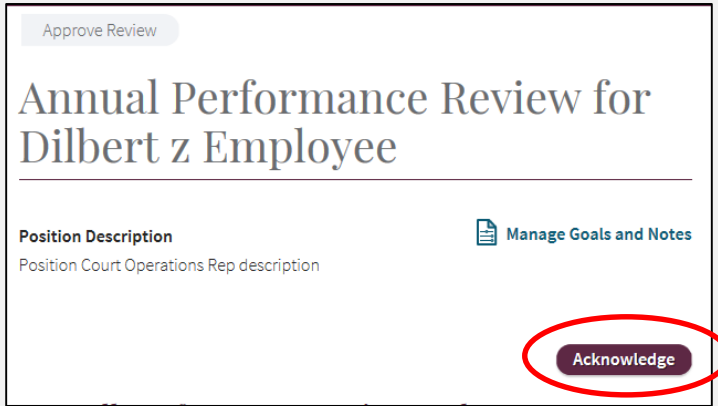 Approve Review
Annual Performance Review for
Dilbert z Employee
Position Description
Manage Goals and Notes
Position Court Operations Rep description
Acknowledge